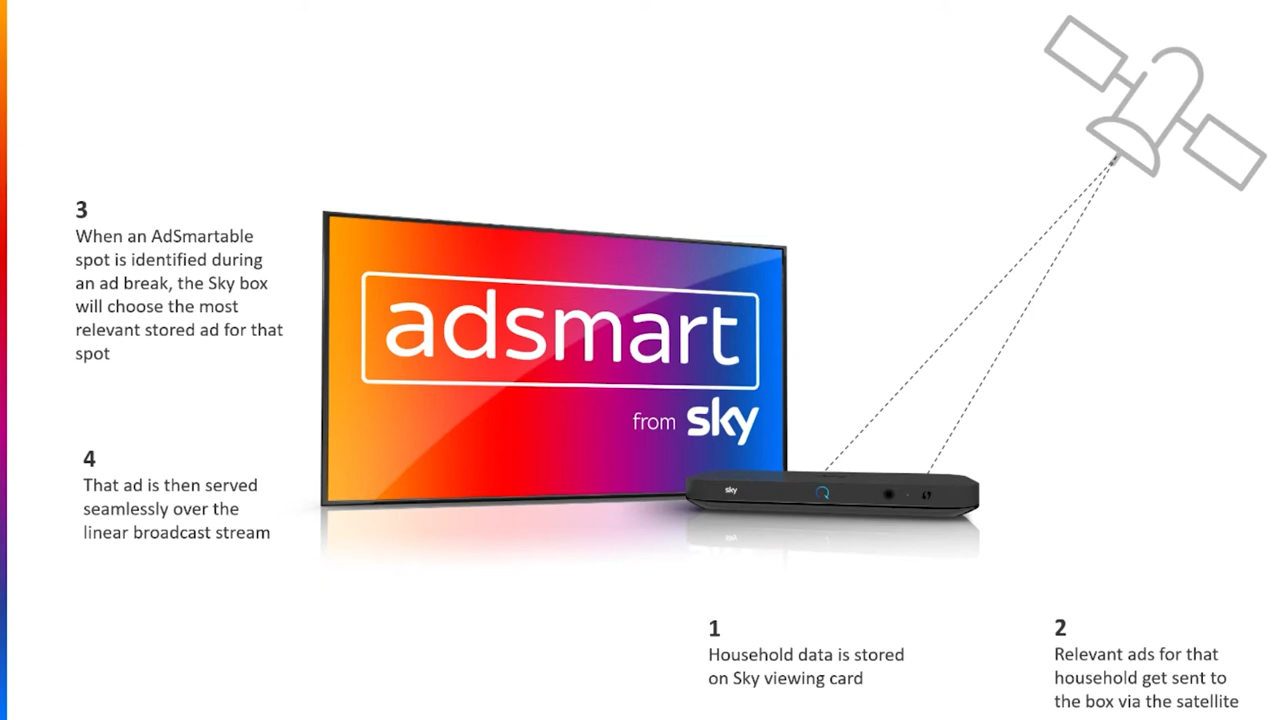 3
When an AdSmartable
spot is identified during
an ad break, the Sky box
will choose the most
relevant stored ad for that
spot
adsmart
from sky
4
That ad is then served
seamlessly over the
linear broadcast stream
sky
1
Household data is stored
on Sky viewing card
2
Relevant ads for that
household get sent to
the box via the satellite